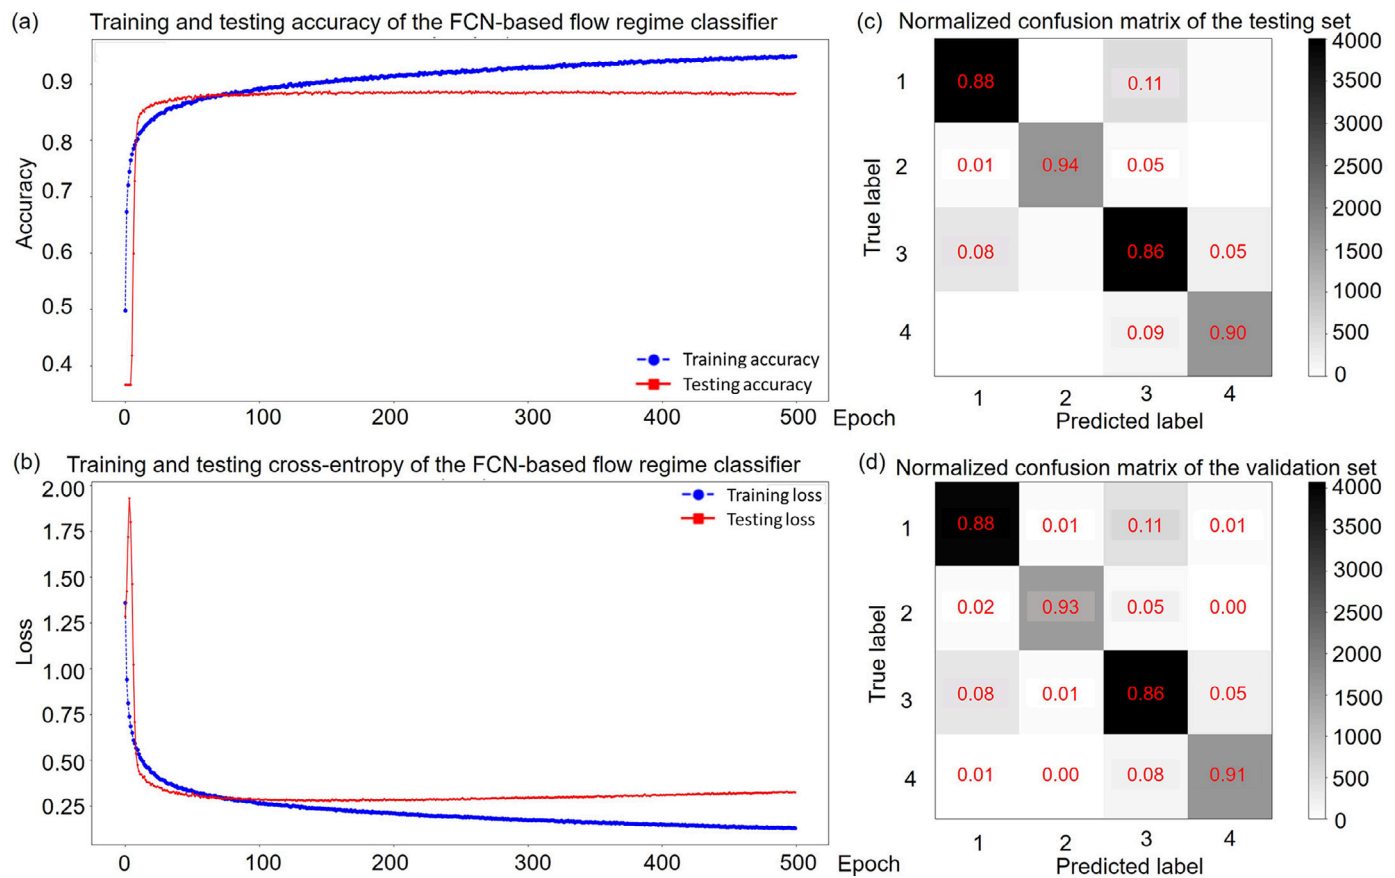 (a) Training and testing accuracy of the FCN-based flow regime classifier
0.9
0.8
0.7
0.6
0.5
0.4
Accuracy
Training accuracy
Testing accuracy
0 100 200 300 400 500 Epoch
(b) Training and testing cross-entropy of the FCN-based flow regime classifier
2.00
1.75
1.50
1.25
1.00
0.75
0.50
0.25
Loss
Training loss
Testing loss
0 100 200 300 400 500 Epoch
(c) Normalized confusion matrix of the testing set
True label
1 0.88 0.11
2 0.01 0.94 0.05
3 0.08 0.86 0.05
4 0.09 0.90
1 2 3 4
Predicted label
4000
3500
3000
2500
2000
1500
1000
500
0
(d) Normalized confusion matrix of the validation set
True label
1 0.88 0.01 0.11 0.01
2 0.02 0.93 0.05 0.00
3 0.08 0.01 0.86 0.05
4 0.01 0.00 0.08 0.91
1 2 3 4
Predicted label
4000
3500
3000
2500
2000
1500
1000
500
0